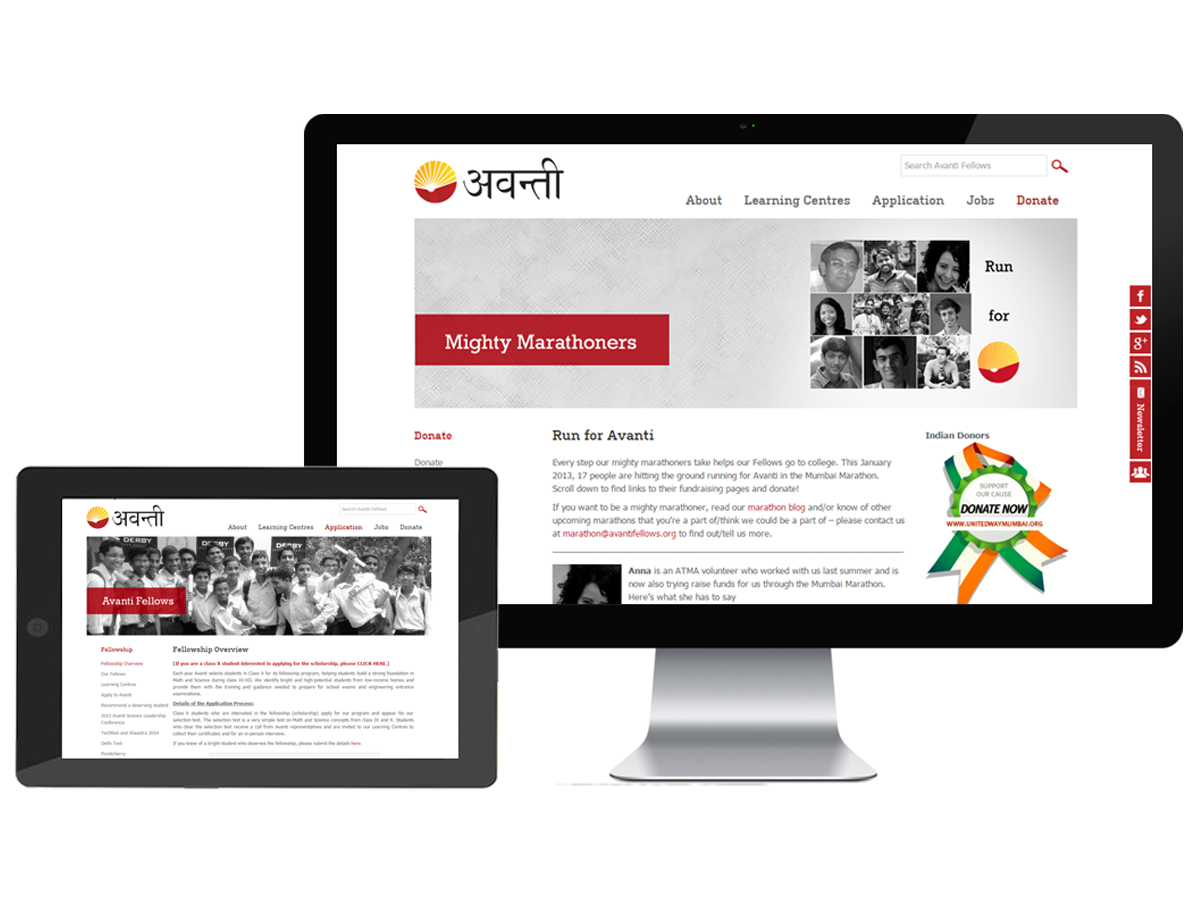 अवन्ती
Search Avanti Fellows
About Learning Centres Application Jobs Donate
Mighty Marathoners
Run
for
Donate
Donate
Run for Avanti
Every step our mighty marathoners take helps our Fellows go to college. This January
2013, 17 people are hitting the ground running for Avanti in the Mumbai Marathon.
Scroll down to find links to their fundraising pages and donate!
If you want to be a mighty marathoner, read our marathon blog and/or know of other
upcoming marathons that you're a part of/think we could be a part of – please contact us
at marathon@avantifellows.org to find out/tell us more.
Anna is an ATMA volunteer who worked with us last summer and is
now also trying raise funds for us through the Mumbai Marathon.
Here's what she has to say
Indian Donors
SUPPORT
OUR CAUSE
DONATE NOW
WWW.UNITEDWAYMUMBAI.ORG
f
g+
Newsletter
अवन्ती
Search Avanti Fellows
About Learning Centres Application Jobs Donate
DERBY
DERBY
DERBY
Avanti Fellows
Fellowship
Fellowship Overview
Our Fellows
Learning Centres
Apply to Avanti
Recommend a deserving student
2013 Avanti Science Leadership
Conference
Techfest and Shaastra 2014
Delhi Test
Pondicherry
Fellowship Overview
[If you are a class X student interested in applying for the scholarship, please CLICK HERE.]
Each year Avanti selects students in Class X for its fellowship program, helping students build a strong foundation in
Math and Science during class XI-XII. We identify bright and high-potential students from low-income homes and
provide them with the training and guidance needed to prepare for school exams and engineering entrance
examinations.
Details of the Application Process:
Class X students who are interested in the fellowship (scholarship) apply for our program and appear for our
selection test. The selection test is a very simple test on Math and Science concepts from class IX and X. Students
who clear the selection test receive a call from Avanti representatives and are invited to our Learning Centres to
collect their certificates and for an in-person interview.
If you know of a bright student who deserves the fellowship, please submit the details here.